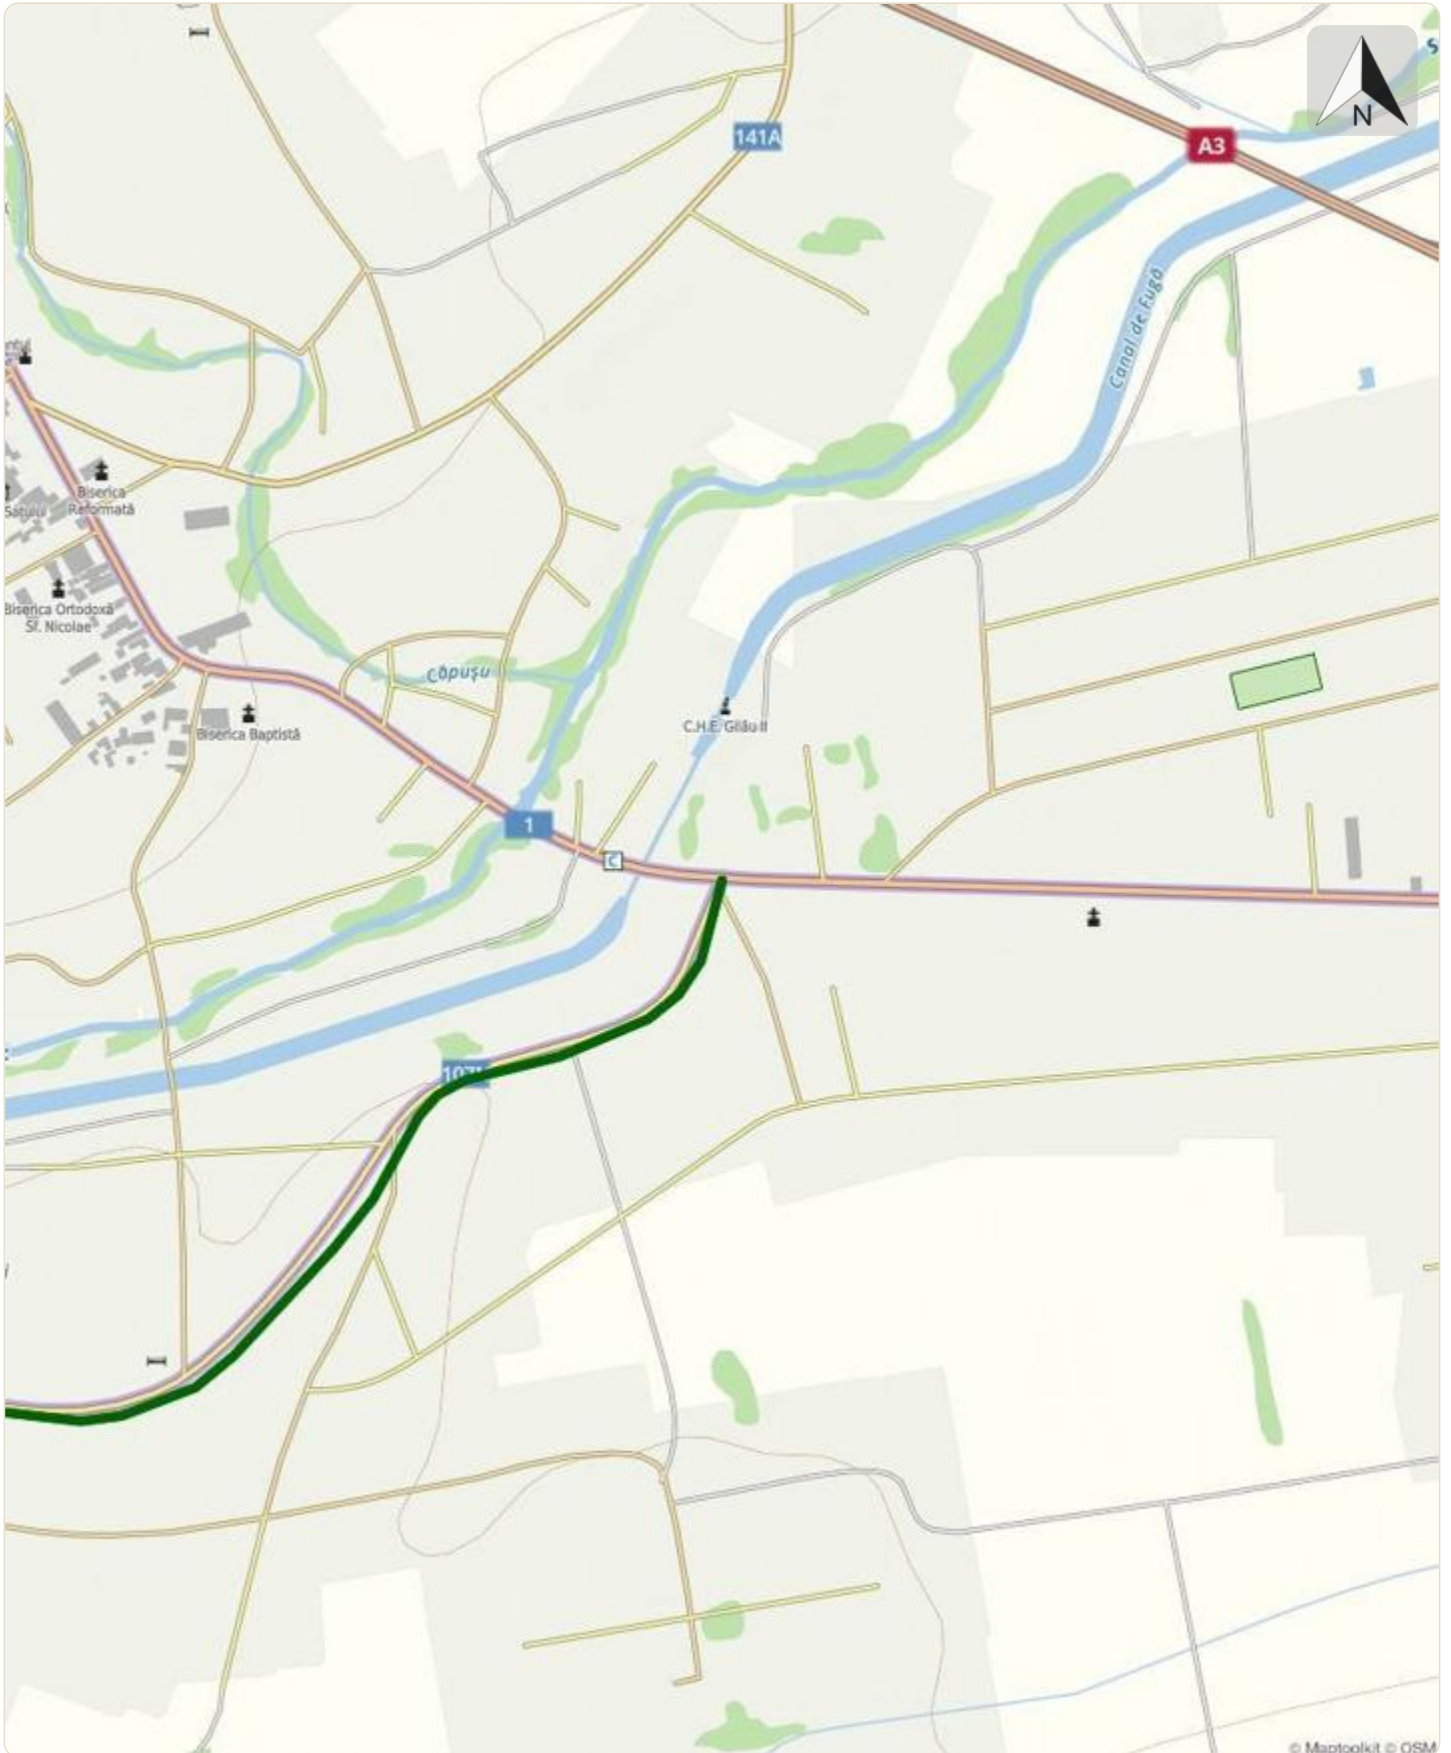 S
N
141A
A3
Canal de Fugă
Biserica
Reformată
Satului
Biserica Ortodoxă
Sf. Nicolae
Căpușu
Biserica Baptistă
C.H.E. Gilău II
1
C
© Maptoolkit © OSM